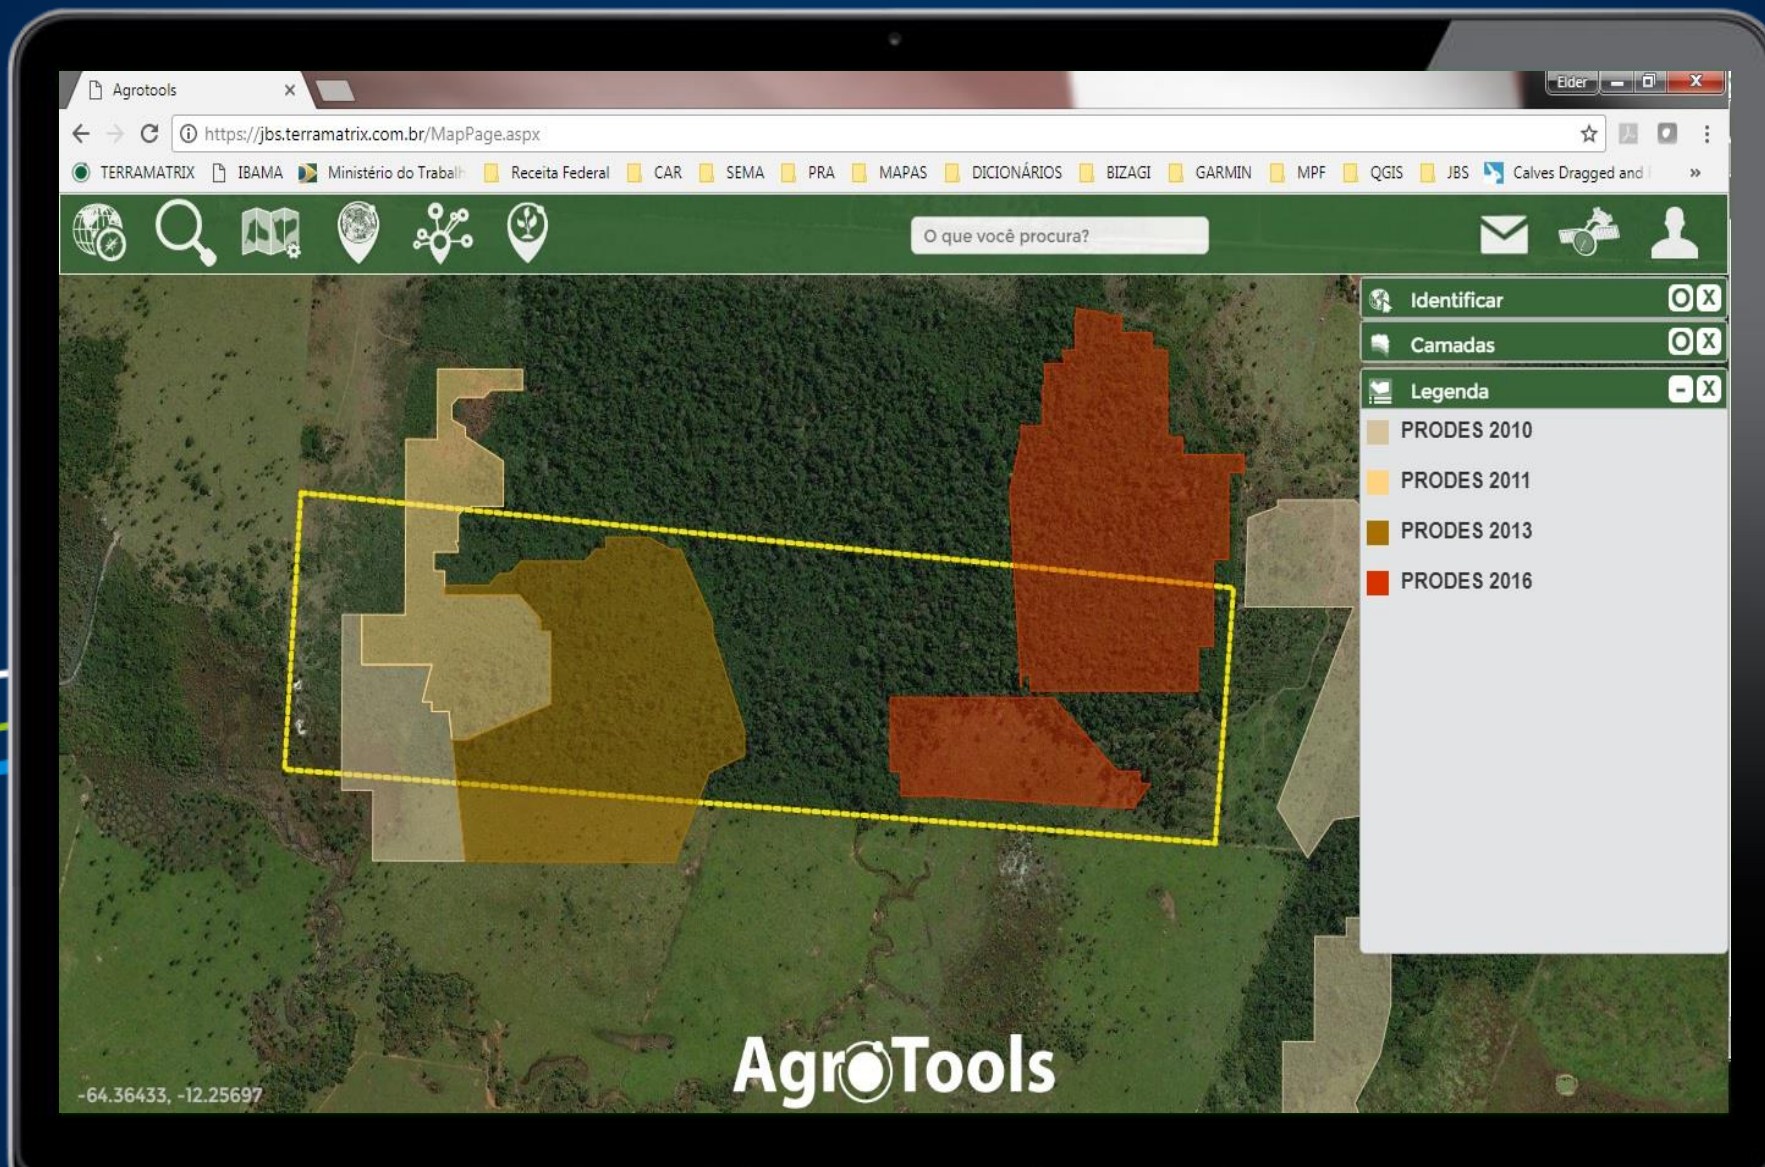 Agrotools
Elder
https://jbs.terramatrix.com.br/MapPage.aspx
TERRAMATRIX IBAMA Ministério do Trabalh Receita Federal CAR SEMA PRA MAPAS DICIONÁRIOS BIZAGI GARMIN MPF QGIS JBS Calves Dragged and »
O que você procura?
Identificar O X
Camadas O X
Legenda - X
PRODES 2010
PRODES 2011
PRODES 2013
PRODES 2016
AgroTools
-64.36433, -12.25697